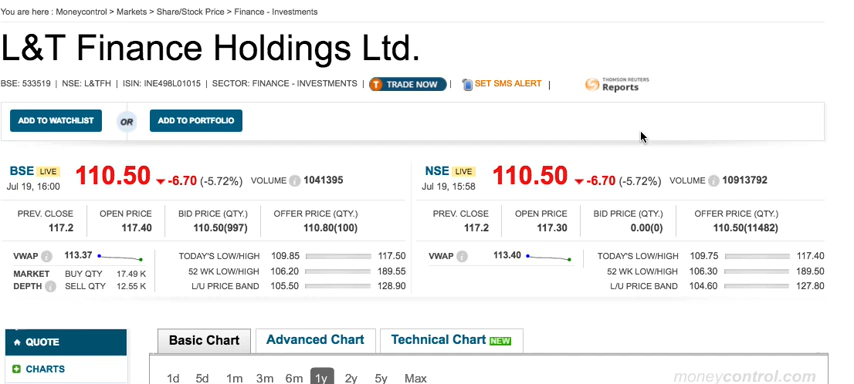 You are here : Moneycontrol > Markets > Share/Stock Price > Finance - Investments
L&T Finance Holdings Ltd.
BSE: 533519 | NSE: L&TFH | ISIN: INE498L01015 | SECTOR: FINANCE - INVESTMENTS | T TRADE NOW | SET SMS ALERT | THOMSON REUTERS Reports
ADD TO WATCHLIST OR ADD TO PORTFOLIO
BSE LIVE 110.50 -6.70 (-5.72%) VOLUME i 1041395
Jul 19, 16:00
NSE LIVE 110.50 -6.70 (-5.72%) VOLUME i 10913792
Jul 19, 15:58
PREV. CLOSE OPEN PRICE BID PRICE (QTY.) OFFER PRICE (QTY.)
117.2 117.40 110.50(997) 110.80(100)
PREV. CLOSE OPEN PRICE BID PRICE (QTY.) OFFER PRICE (QTY.)
117.2 117.30 0.00(0) 110.50(11482)
VWAP i 113.37
MARKET BUY QTY 17.49 K
DEPTH i SELL QTY 12.55 K
TODAY'S LOW/HIGH 109.85 117.50
52 WK LOW/HIGH 106.20 189.55
L/U PRICE BAND 105.50 128.90
VWAP i 113.40
TODAY'S LOW/HIGH 109.75 117.40
52 WK LOW/HIGH 106.30 189.50
L/U PRICE BAND 104.60 127.80
QUOTE
CHARTS
Basic Chart Advanced Chart Technical Chart NEW
1d 5d 1m 3m 6m 1y 2y 5y Max
moneycontrol.com